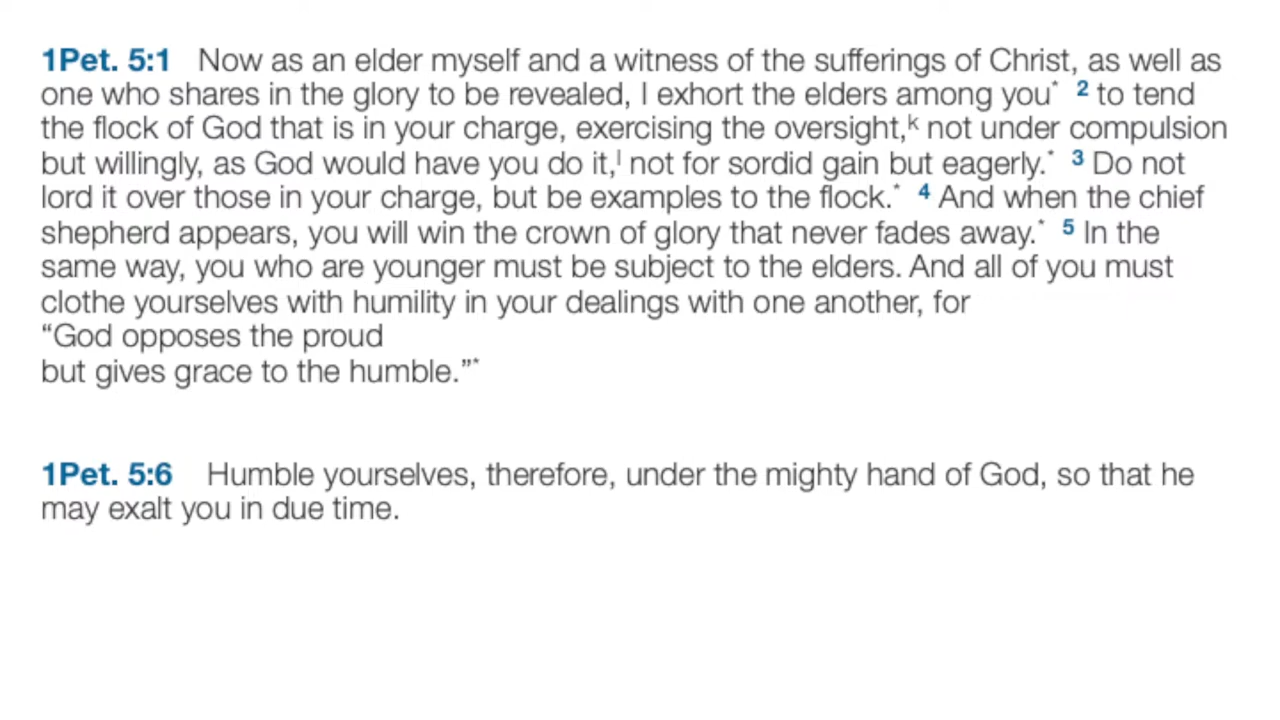 1Pet. 5:1 Now as an elder myself and a witness of the sufferings of Christ, as well as
one who shares in the glory to be revealed, I exhort the elders among you* 2 to tend
the flock of God that is in your charge, exercising the oversight,k not under compulsion
but willingly, as God would have you do it,l not for sordid gain but eagerly.* 3 Do not
lord it over those in your charge, but be examples to the flock.* 4 And when the chief
shepherd appears, you will win the crown of glory that never fades away.* 5 In the
same way, you who are younger must be subject to the elders. And all of you must
clothe yourselves with humility in your dealings with one another, for
“God opposes the proud
but gives grace to the humble.”*
1Pet. 5:6 Humble yourselves, therefore, under the mighty hand of God, so that he
may exalt you in due time.